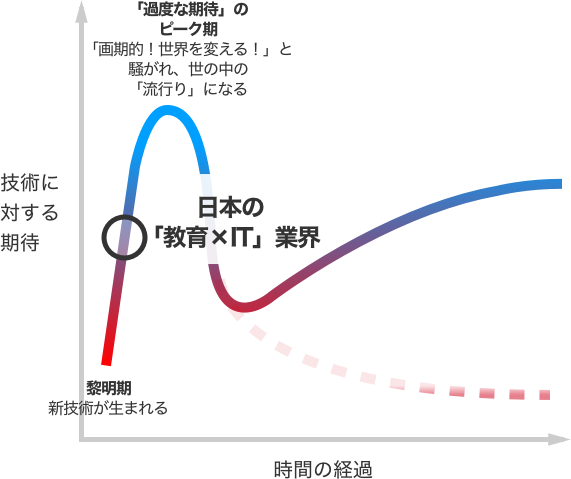 「過度な期待」の
ピーク期
「画期的！世界を変える！」と
騒がれ、世の中の
「流行り」になる
技術に
対する
期待
日本の
「教育×IT」業界
黎明期
新技術が生まれる
時間の経過